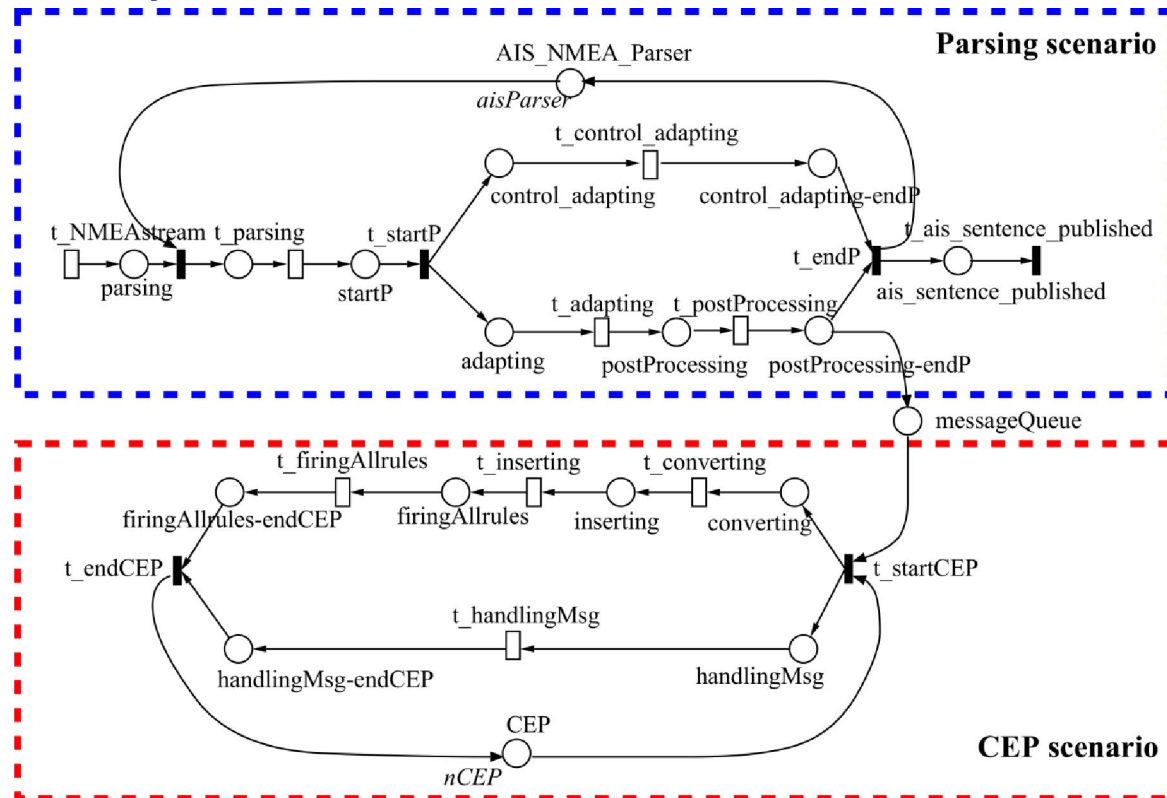 Parsing scenario
AIS_NMEA_Parser
aisParser
t_control_adapting
control_adapting
control_adapting-endP
t_NMEAstream
t_parsing
t_startP
t_ais_sentence_published
t_endP
parsing
startP
ais_sentence_published
t_adapting
t_postProcessing
adapting
postProcessing
postProcessing-endP
messageQueue
t_firingAllrules
t_inserting
t_converting
firingAllrules-endCEP
firingAllrules
inserting
converting
t_endCEP
t_startCEP
t_handlingMsg
handlingMsg-endCEP
handlingMsg
CEP
nCEP
CEP scenario